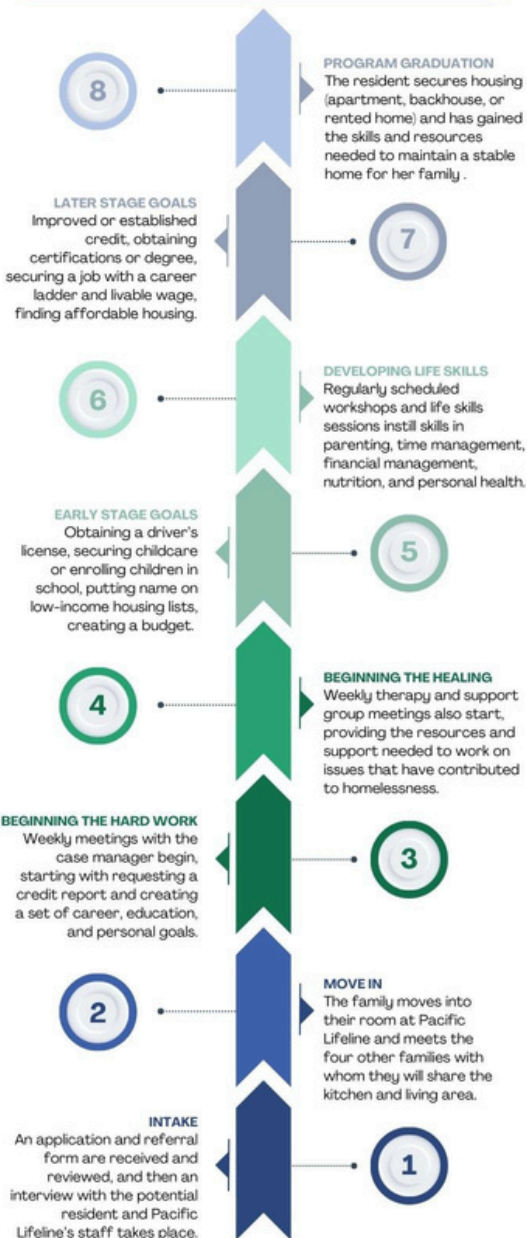 8
PROGRAM GRADUATION
The resident secures housing
(apartment, backhouse, or
rented home) and has gained
the skills and resources
needed to maintain a stable
home for her family .
LATER STAGE GOALS
Improved or established
credit, obtaining
certifications or degree,
securing a job with a career
ladder and livable wage,
finding affordable housing.
7
6
DEVELOPING LIFE SKILLS
Regularly scheduled
workshops and life skills
sessions instill skills in
parenting, time management,
financial management,
nutrition, and personal health.
EARLY STAGE GOALS
Obtaining a driver's
license, securing childcare
or enrolling children in
school, putting name on
low-income housing lists,
creating a budget.
5
4
BEGINNING THE HEALING
Weekly therapy and support
group meetings also start,
providing the resources and
support needed to work on
issues that have contributed
to homelessness.
BEGINNING THE HARD WORK
Weekly meetings with the
case manager begin,
starting with requesting a
credit report and creating
a set of career, education,
and personal goals.
3
2
MOVE IN
The family moves into
their room at Pacific
Lifeline and meets the
four other families with
whom they will share the
kitchen and living area.
INTAKE
An application and referral
form are received and
reviewed, and then an
interview with the potential
resident and Pacific
Lifeline's staff takes place.
1